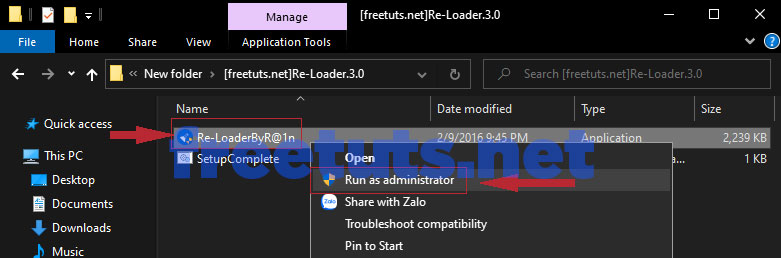 Manage
[freetuts.net]Re-Loader.3.0
File
Home
Share
View
Application Tools
New folder
[freetuts.net]Re-Loader.3.0
Search [freetuts.net]Re-Loader.3.0
Name
Date modified
Type
Size
Quick access
Re-LoaderByR@1n
2/9/2016 9:45 PM
Application
2,239 KB
SetupComplete
a...
1 KB
freetuts.net
This PC
Desktop
Documents
Downloads
Music
Open
Run as administrator
Zalo
Share with Zalo
Troubleshoot compatibility
Pin to Start